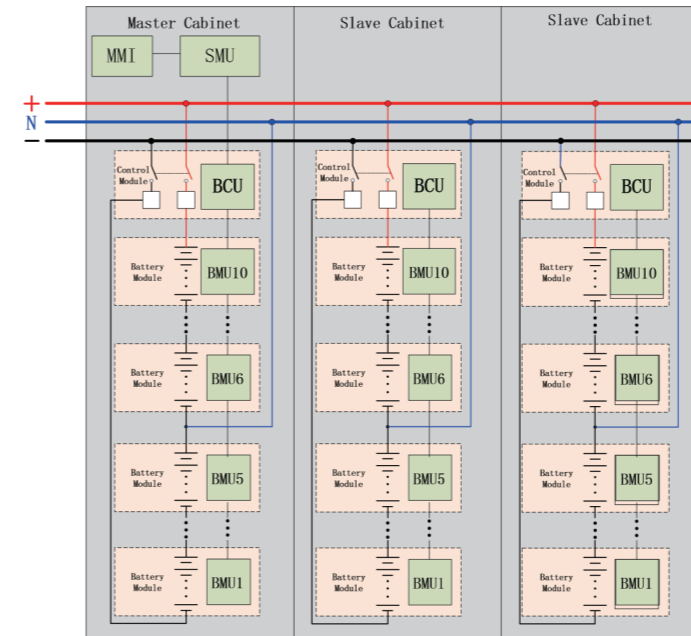 Master Cabinet
Slave Cabinet
Slave Cabinet
MMI
SMU
+
N
−
Control
Module
BCU
Control
Module
BCU
Control
Module
BCU
Battery
Module
BMU10
Battery
Module
BMU10
Battery
Module
BMU10
Battery
Module
BMU6
Battery
Module
BMU6
Battery
Module
BMU6
Battery
Module
BMU5
Battery
Module
BMU5
Battery
Module
BMU5
Battery
Module
BMU1
Battery
Module
BMU1
Battery
Module
BMU1